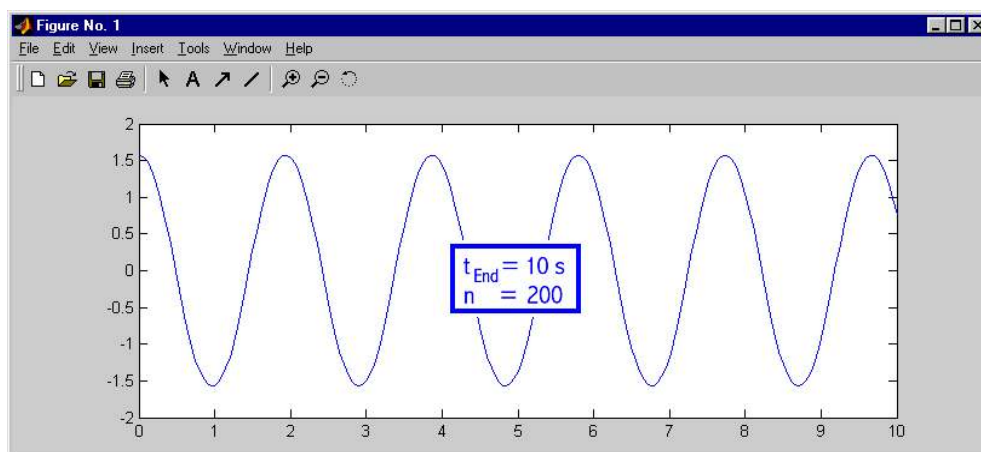 Figure No. 1
File Edit View Insert Tools Window Help
A
2
1.5
1
0.5
0
-0.5
-1
-1.5
-2
t End = 10 s
n = 200
0 1 2 3 4 5 6 7 8 9 10